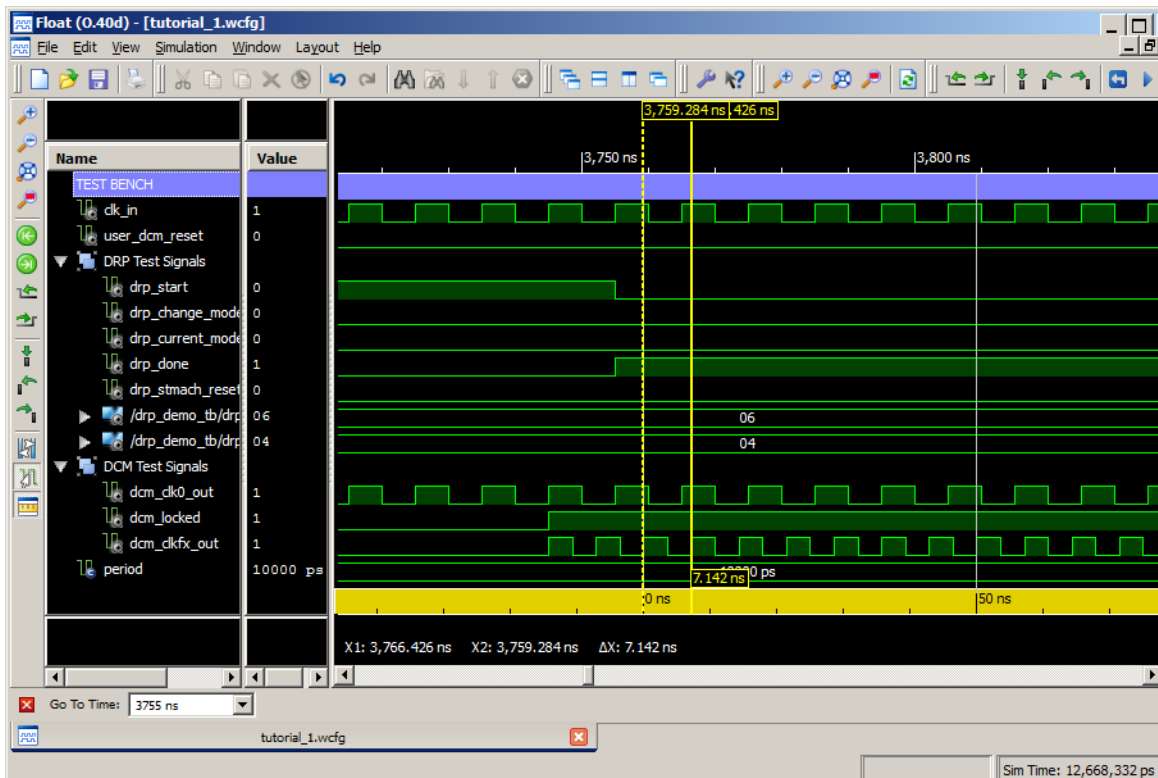 Float (0.40d) - [tutorial_1.wcfg]
File Edit View Simulation Window Layout Help
3,759.284 ns .426 ns
Name Value
3,750 ns 3,800 ns
TEST BENCH
clk_in 1
user_dcm_reset 0
DRP Test Signals
drp_start 0
drp_change_mode 0
drp_current_mode 0
drp_done 1
drp_stmach_reset 0
/drp_demo_tb/drp 06 06
/drp_demo_tb/drp 04 04
DCM Test Signals
dcm_clk0_out 1
dcm_locked 1
dcm_clkfx_out 1
period 10000 ps ps
7.142 ns
0 ns 50 ns
X1: 3,766.426 ns X2: 3,759.284 ns ΔX: 7.142 ns
Go To Time: 3755 ns
tutorial_1.wcfg
Sim Time: 12,668,332 ps